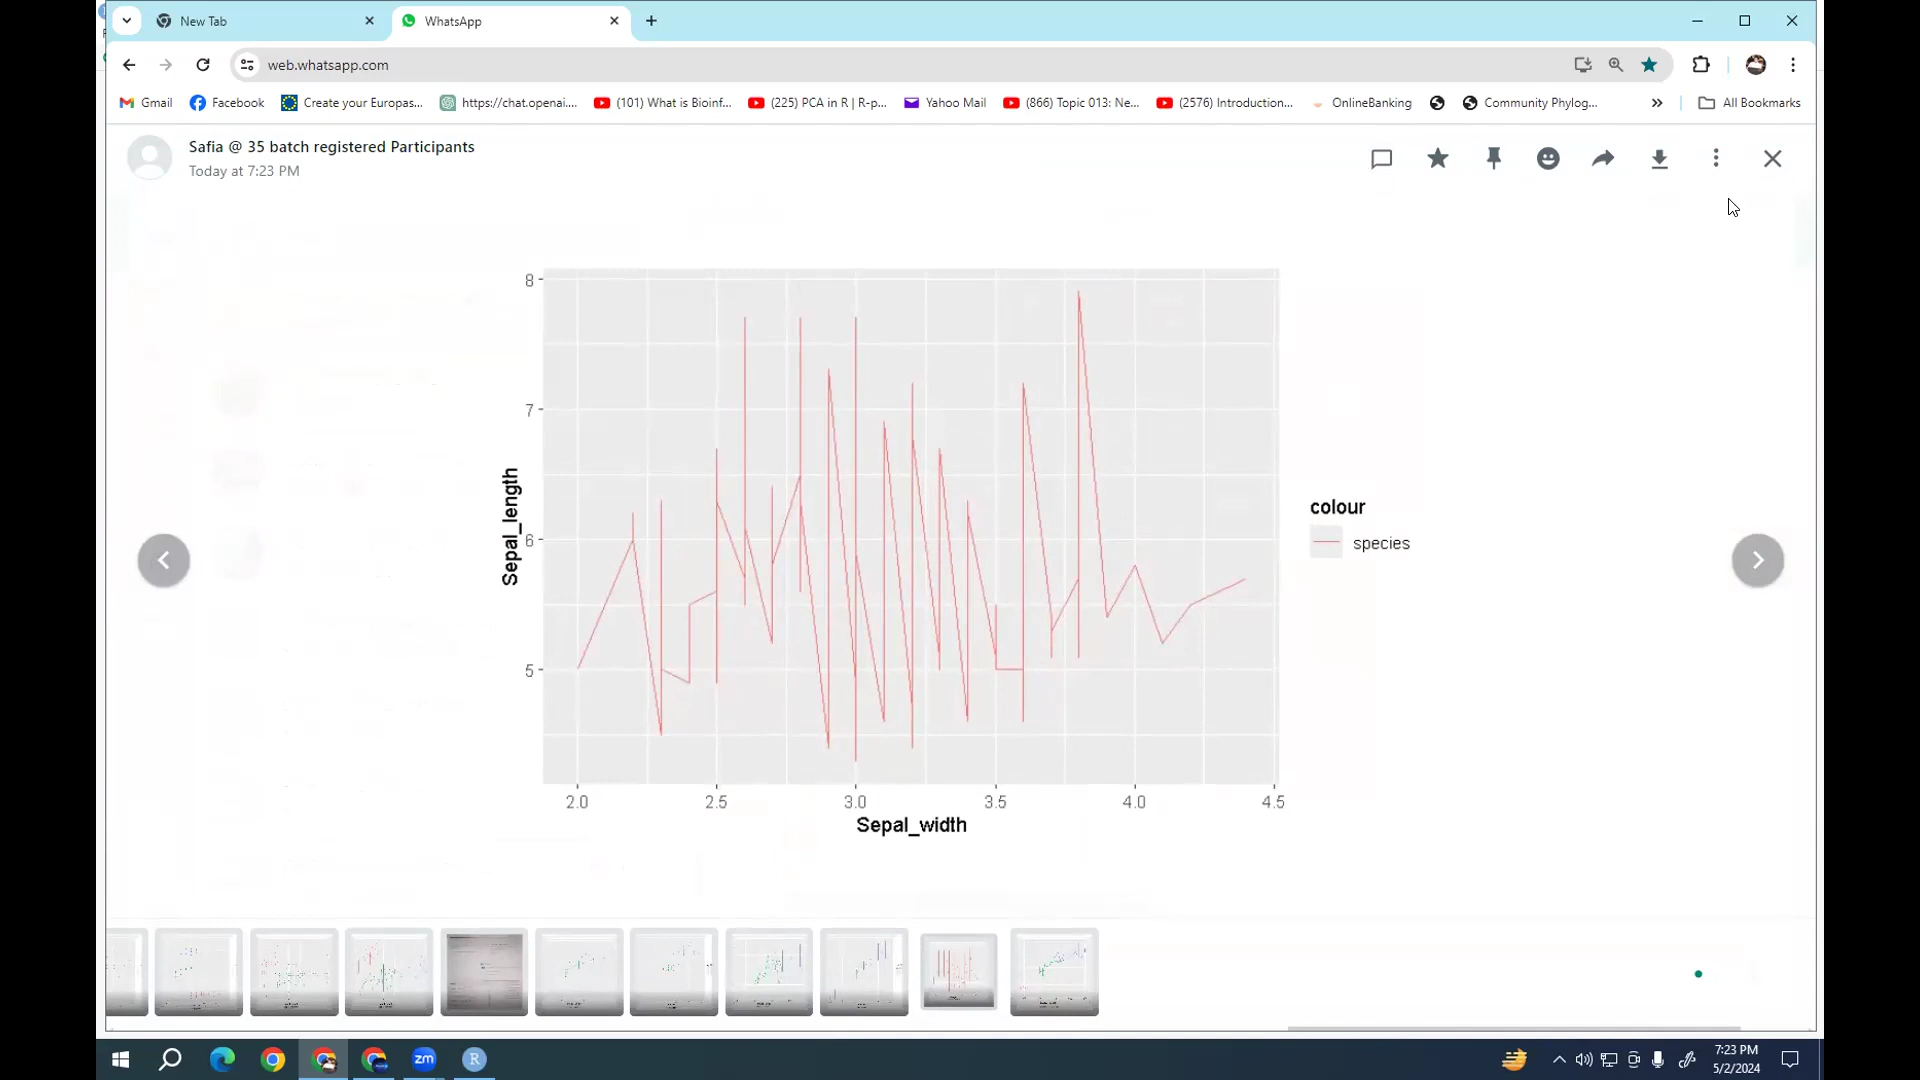 New Tab
WhatsApp
web.whatsapp.com
Gmail
Facebook
Create your Europas...
https://chat.openai....
(101) What is Bioinf...
(225) PCA in R | R-p...
Yahoo Mail
(866) Topic 013: Ne...
(2576) Introduction...
OnlineBanking
Community Phylog...
All Bookmarks
Safia @ 35 batch registered Participants
Today at 7:23 PM
8
7
6
5
Sepal_length
2.0 2.5 3.0 3.5 4.0 4.5
Sepal_width
colour
species
zm
R
7:23 PM
5/2/2024